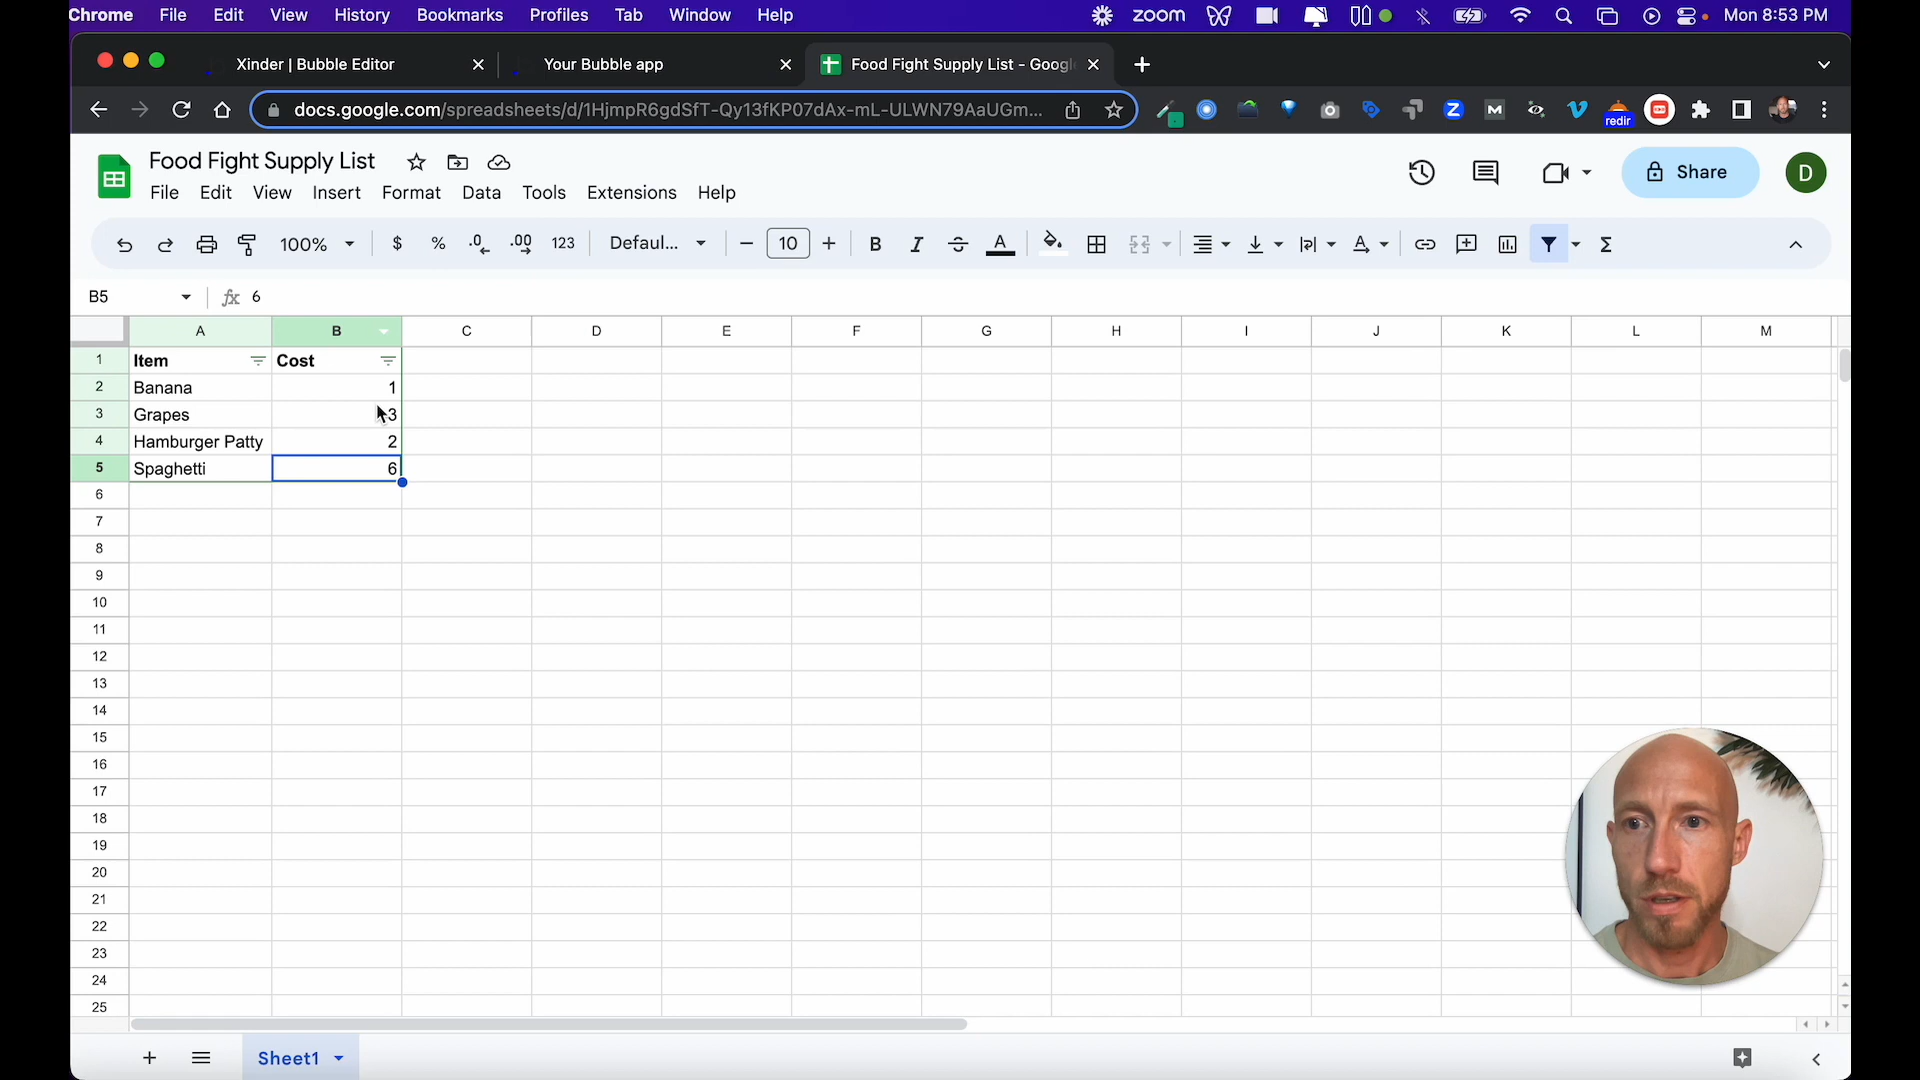 Chrome File Edit View History Bookmarks Profiles Tab Window Help zoom Mon 8:53 PM
Xinder | Bubble Editor Your Bubble app Food Fight Supply List - Googl
docs.google.com/spreadsheets/d/1HjmpR6gdSfT-Qy13fKP07dAx-mL-ULWN79AaUGm... redir
Food Fight Supply List
File Edit View Insert Format Data Tools Extensions Help Share D
100% $ % .0 .00 123 Defaul... 10 B I A
B5 fx 6
A B C D E F G H I J K L M
1 Item Cost
2 Banana 1
3 Grapes 3
4 Hamburger Patty 2
5 Spaghetti 6
6
7
8
9
10
11
12
13
14
15
16
17
18
19
20
21
22
23
24
25
Sheet1